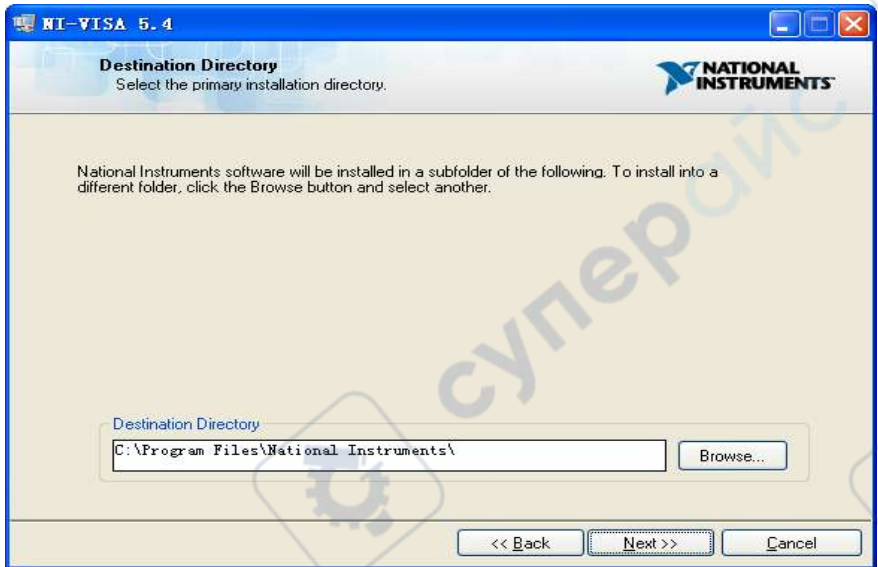 NI-VISA 5.4
Destination Directory
Select the primary installation directory.
NATIONAL
INSTRUMENTS™
National Instruments software will be installed in a subfolder of the following. To install into a
different folder, click the Browse button and select another.
суперайс
Destination Directory
C:\Program Files\National Instruments\
Browse...
<< Back
Next >>
Cancel